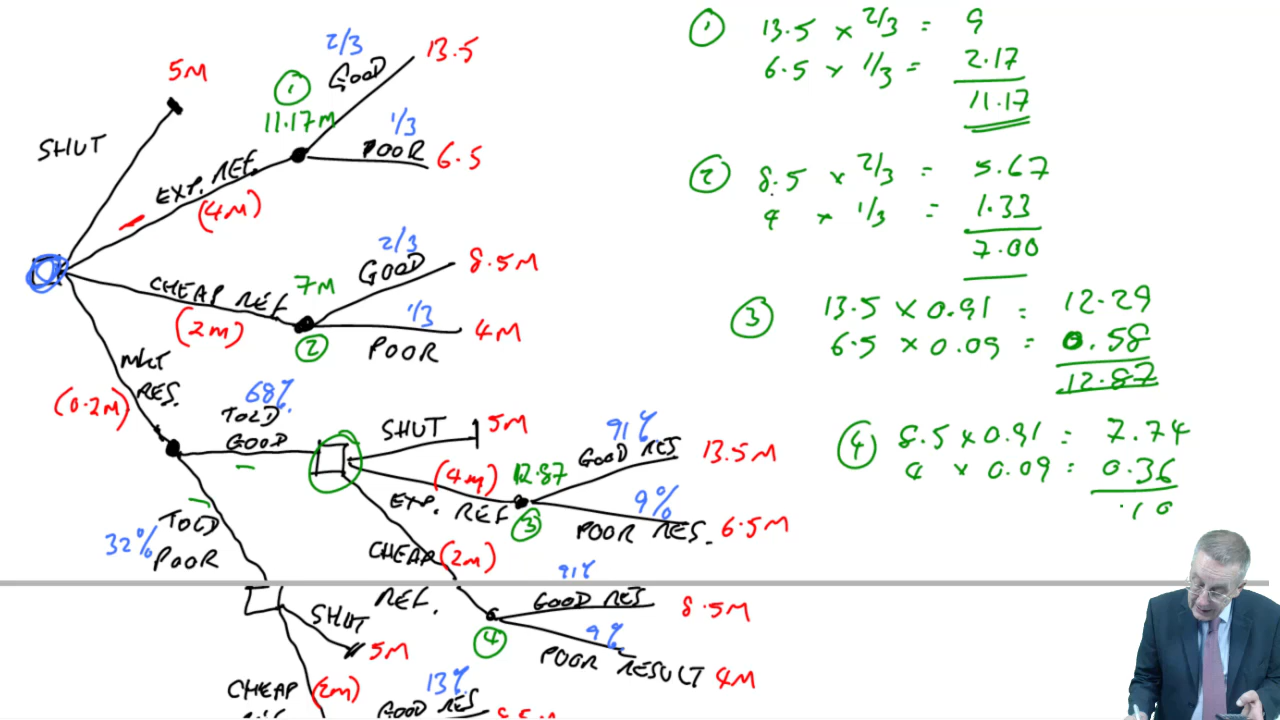 2/3
GOOD
13.5
5M
1
11.17M
1/3
POOR
6.5
SHUT
EXP. REF.
(4M)
2/3
GOOD
8.5M
7M
CHEAP REF
(2m)
1/3
4M
2
POOR
MKT
RES.
(0.2M)
68%
TOLD
GOOD
SHUT
5M
91%
GOOD RES
13.5M
(4m)
12.87
EXP. REF
3
9%
POOR RES.
6.5M
TOLD
32%
POOR
CHEAP
(2m)
REF.
91%
GOOD RES
8.5M
4
9%
POOR RESULT
4M
SHUT
5M
CHEAP
(2m)
13%
GOOD RES
1 13.5 x 2/3 = 9
6.5 x 1/3 = 2.17
11.17
2 8.5 x 2/3 = 5.67
4 x 1/3 = 1.33
7.00
3 13.5 x 0.91 = 12.29
6.5 x 0.09 = 0.58
12.87
4 8.5 x 0.91 = 7.74
4 x 0.09 = 0.36
.10